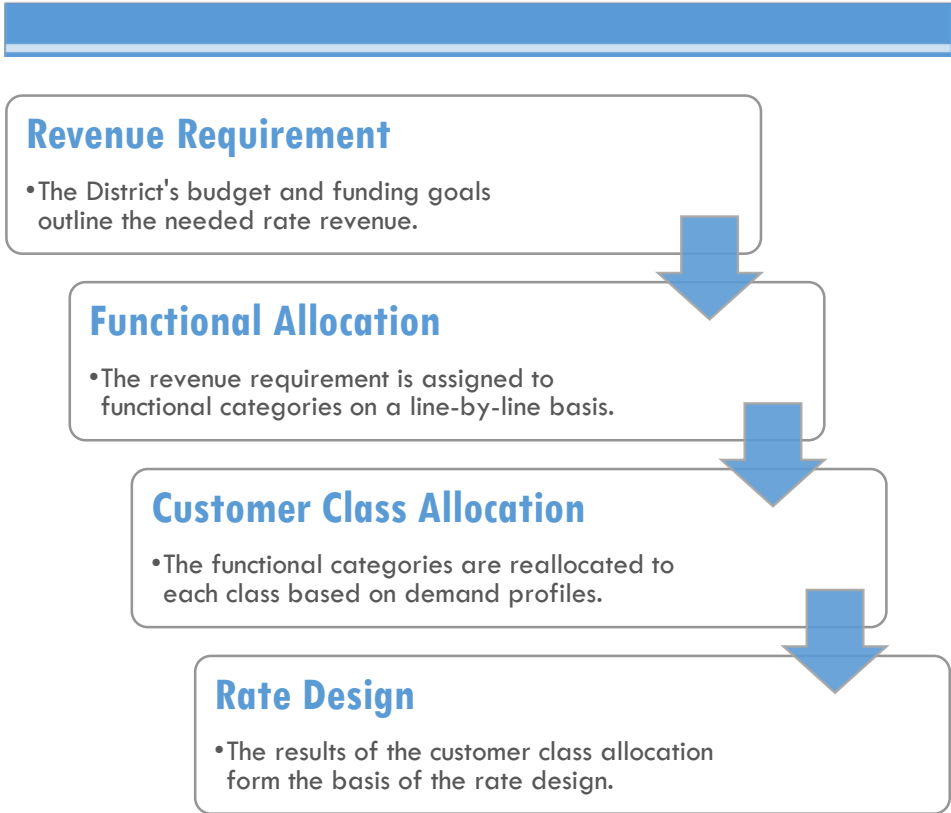 Revenue Requirement
•The District's budget and funding goals
outline the needed rate revenue.
Functional Allocation
•The revenue requirement is assigned to
functional categories on a line-by-line basis.
Customer Class Allocation
•The functional categories are reallocated to
each class based on demand profiles.
Rate Design
•The results of the customer class allocation
form the basis of the rate design.